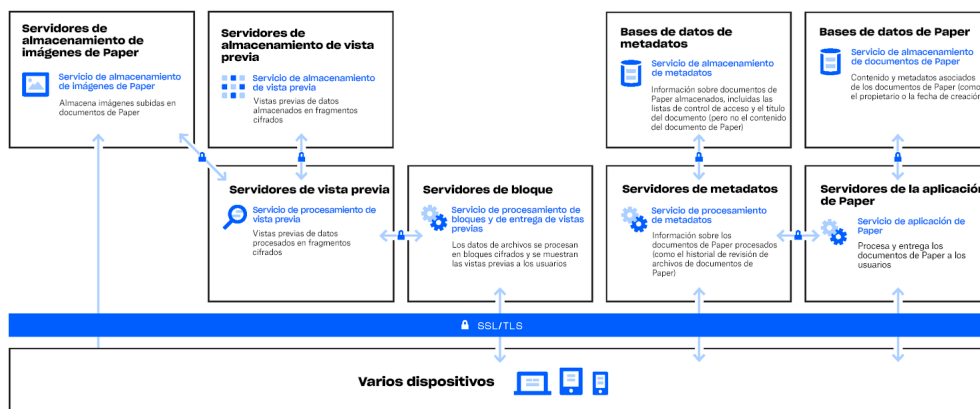 Servidores de
almacenamiento de
imágenes de Paper
Servicio de almacenamiento
de imágenes de Paper
Almacena imágenes subidas en
documentos de Paper
Servidores de
almacenamiento de vista
previa
Servicio de almacenamiento
de vista previa
Vistas previas de datos
almacenados en fragmentos
cifrados
Bases de datos de
metadatos
Servicio de almacenamiento
de metadatos
Información sobre documentos de
Paper almacenados, incluidas las
listas de control de acceso y el título
del documento (pero no el contenido
del documento de Paper)
Bases de datos de Paper
Servicio de almacenamiento
de documentos de Paper
Contenido y metadatos asociados
de los documentos de Paper (como
el propietario o la fecha de creación
Servidores de vista previa
Servicio de procesamiento de
vista previa
Vistas previas de datos
procesados en fragmentos
cifrados
Servidores de bloque
Servicio de procesamiento de
bloques y de entrega de vistas
previas
Los datos de archivos se procesan
en bloques cifrados y se muestran
las vistas previas a los usuarios
Servidores de metadatos
Servicio de procesamiento
de metadatos
Información sobre los
documentos de Paper procesados
(como el historial de revisión de
archivos de documentos de
Paper)
Servidores de la aplicación
de Paper
Servicio de aplicación de
Paper
Procesa y entrega los
documentos de Paper a los
usuarios
SSL/TLS
Varios dispositivos